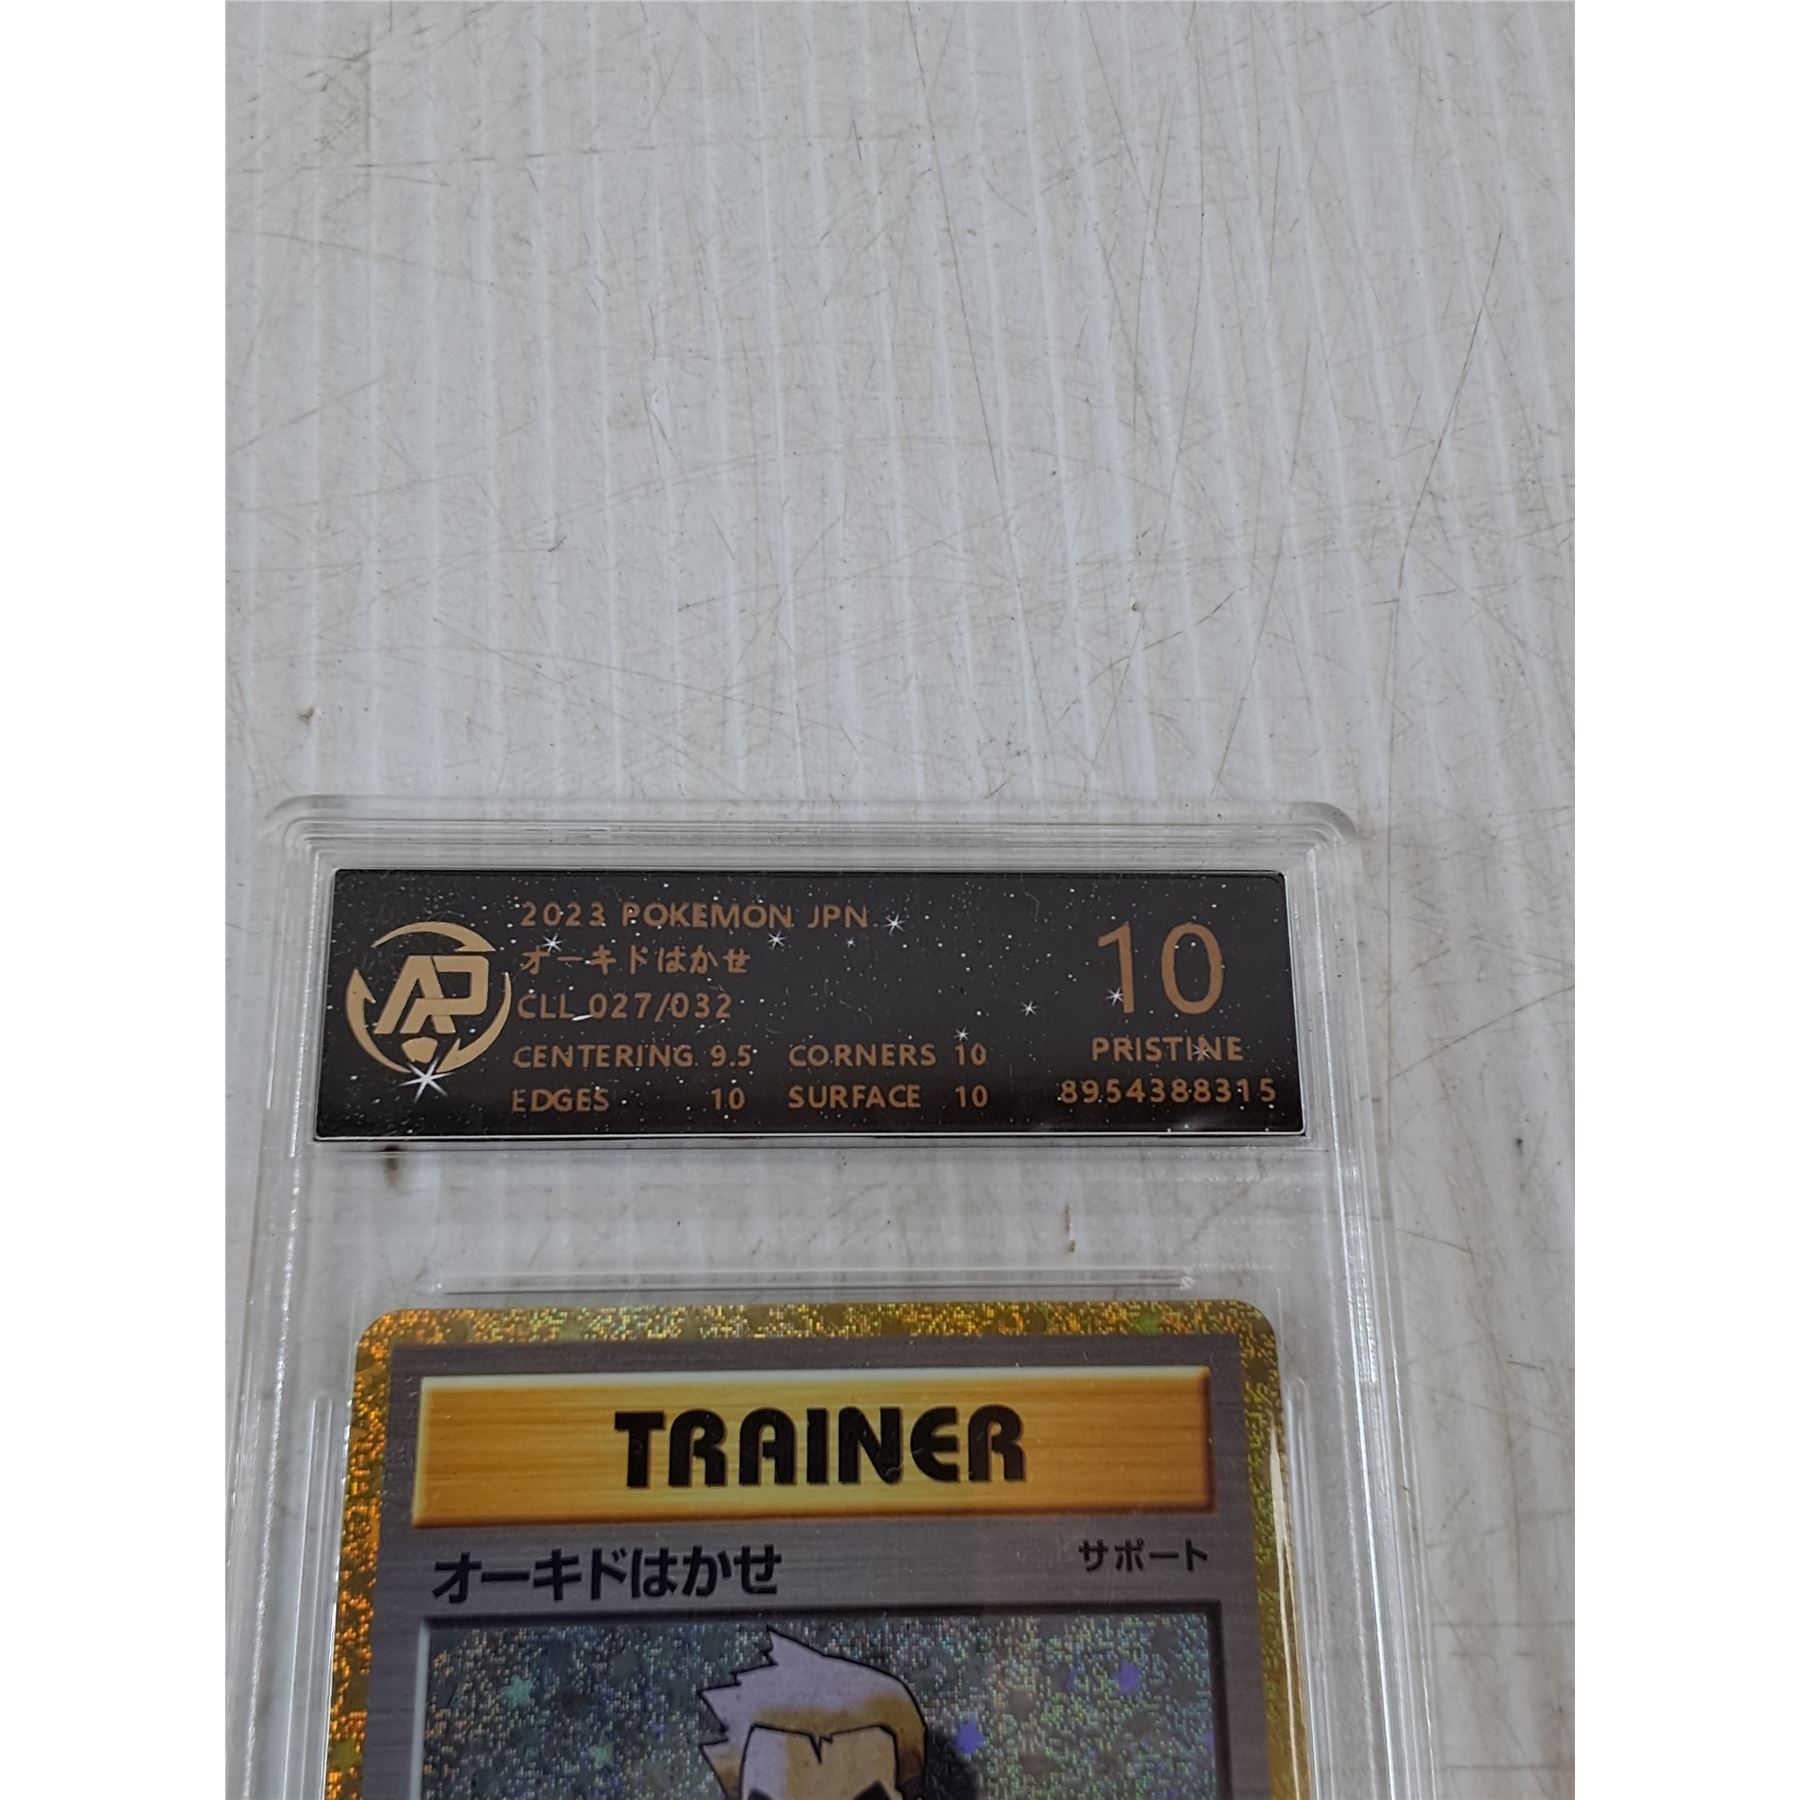 2023 POKEMON JPN
オーキドはかせ
CLL 027/032
CENTERING 9.5 CORNERS 10
EDGES 10 SURFACE 10
10
PRISTINE
8954388315
AP
TRAINER
オーキドはかせ サポート